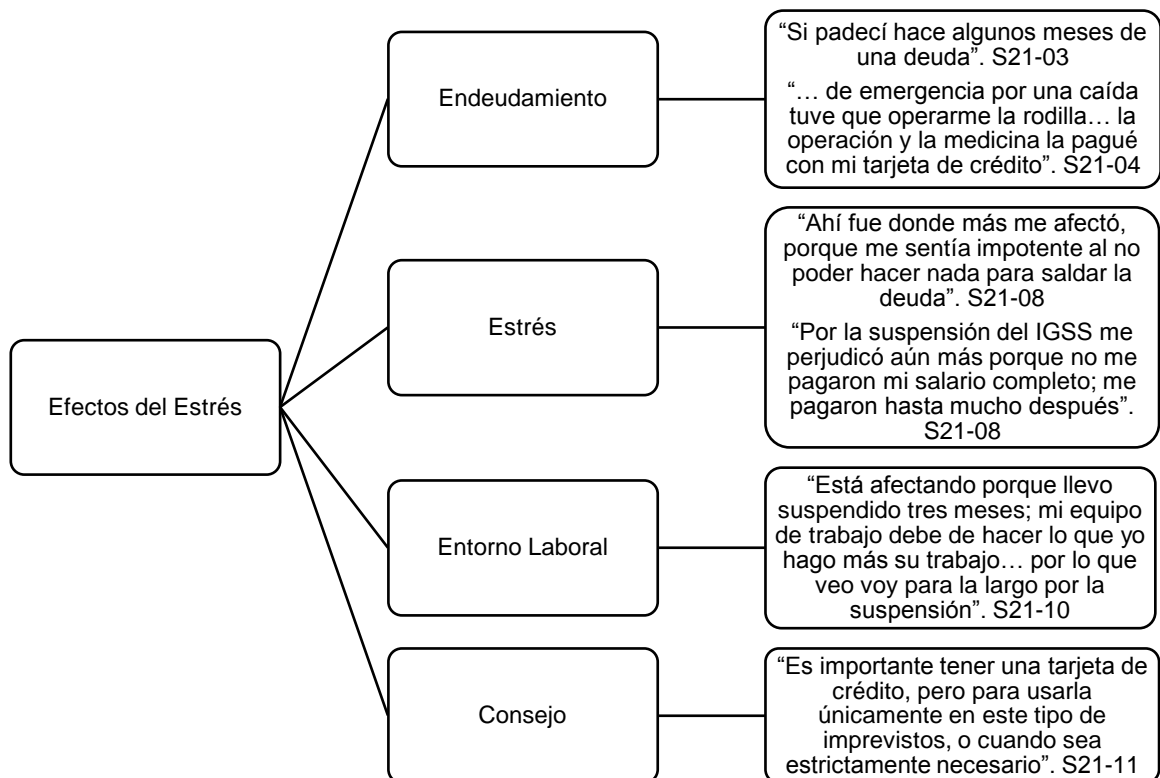 Efectos del Estrés
Endeudamiento
“Si padecí hace algunos meses de
una deuda”. S21-03
“… de emergencia por una caída
tuve que operarme la rodilla… la
operación y la medicina la pagué
con mi tarjeta de crédito”. S21-04
Estrés
“Ahí fue donde más me afectó,
porque me sentía impotente al no
poder hacer nada para saldar la
deuda”. S21-08
“Por la suspensión del IGSS me
perjudicó aún más porque no me
pagaron mi salario completo; me
pagaron hasta mucho después”.
S21-08
Entorno Laboral
“Está afectando porque llevo
suspendido tres meses; mi equipo
de trabajo debe de hacer lo que yo
hago más su trabajo… por lo que
veo voy para la largo por la
suspensión”. S21-10
Consejo
“Es importante tener una tarjeta de
crédito, pero para usarla
únicamente en este tipo de
imprevistos, o cuando sea
estrictamente necesario”. S21-11